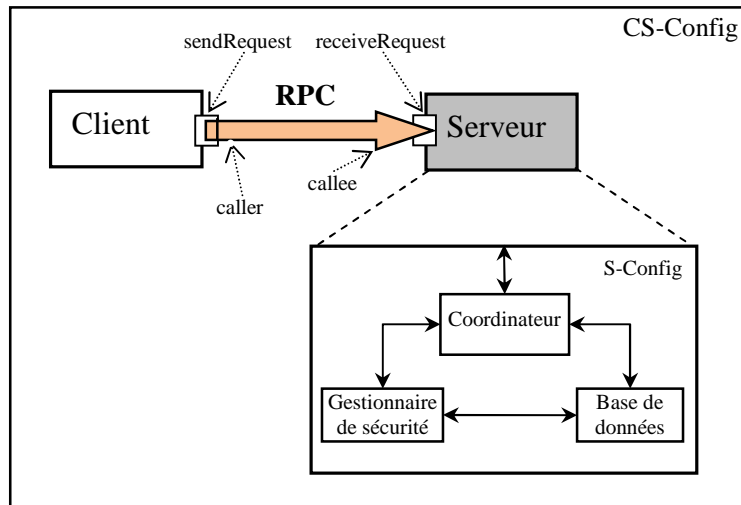 CS-Config
sendRequest
receiveRequest
RPC
Client
Serveur
callee
caller
S-Config
Coordinateur
Gestionnaire
de sécurité
Base de
données